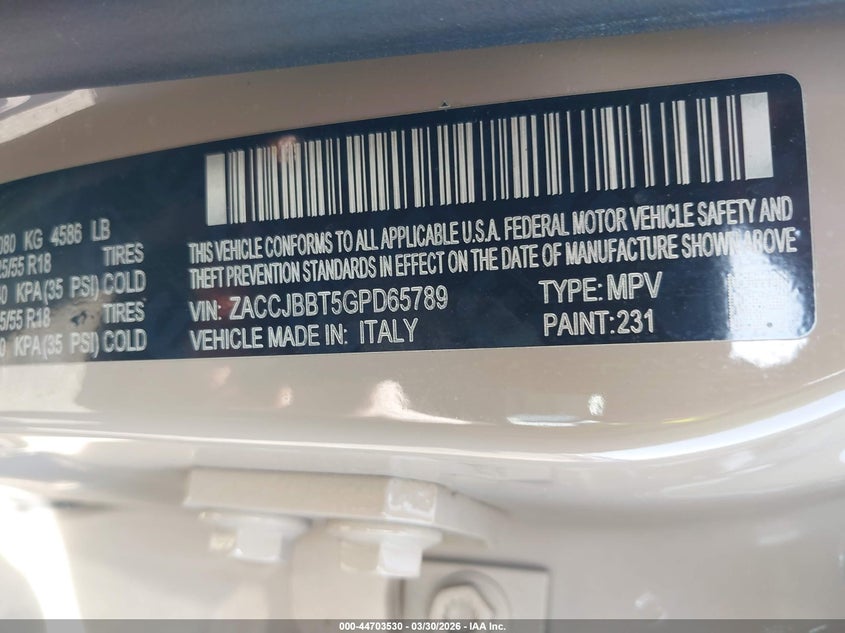 080 KG 4586 LB
25/55 R18 TIRES
0 KPA(35 PSI) COLD
5/55 R18 TIRES
0 KPA(35 PSI) COLD
THIS VEHICLE CONFORMS TO ALL APPLICABLE U.S.A. FEDERAL MOTOR VEHICLE SAFETY AND
THEFT PREVENTION STANDARDS IN EFFECT ON THE DATE OF MANUFACTURE SHOWN ABOVE
VIN: ZACCJBBT5GPD65789 TYPE: MPV
VEHICLE MADE IN: ITALY PAINT:231
000-44703530 - 03/30/2026 - IAA Inc.